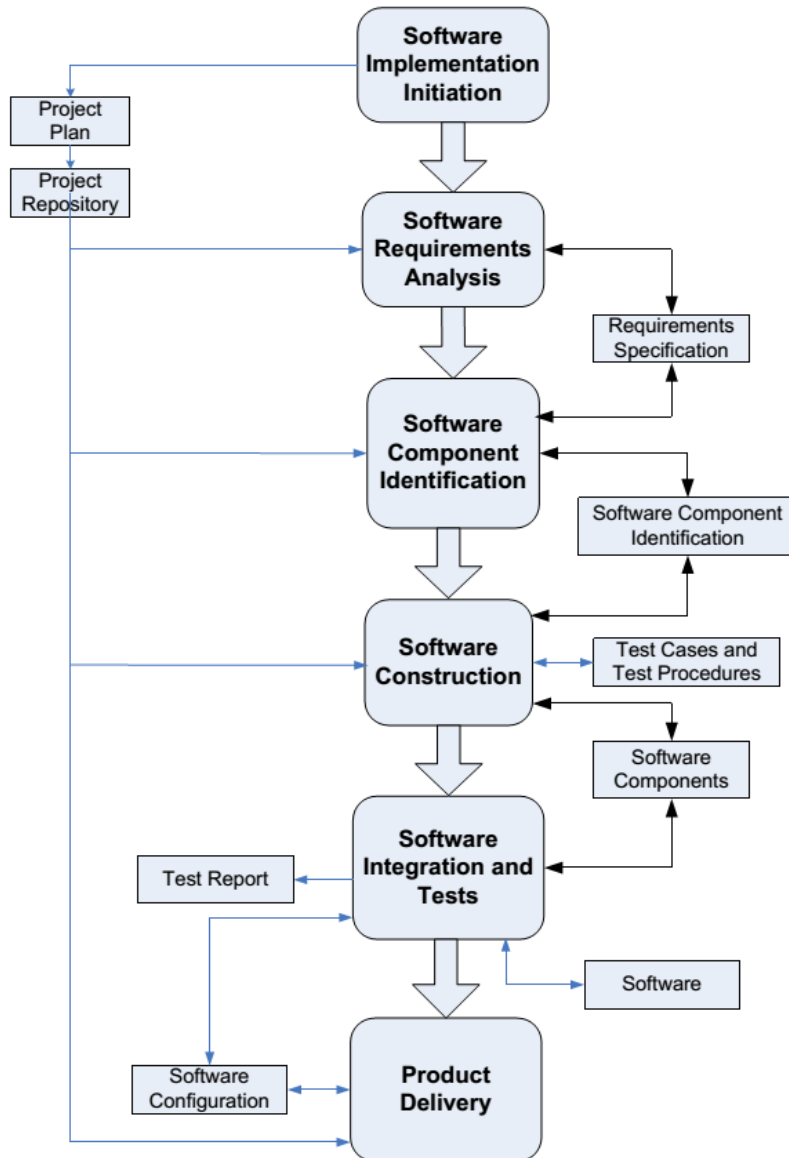 Software
Implementation
Initiation
Project
Plan
Project
Repository
Software
Requirements
Analysis
Requirements
Specification
Software
Component
Identification
Software Component
Identification
Software
Construction
Test Cases and
Test Procedures
Software
Components
Software
Integration and
Tests
Test Report
Software
Software
Configuration
Product
Delivery